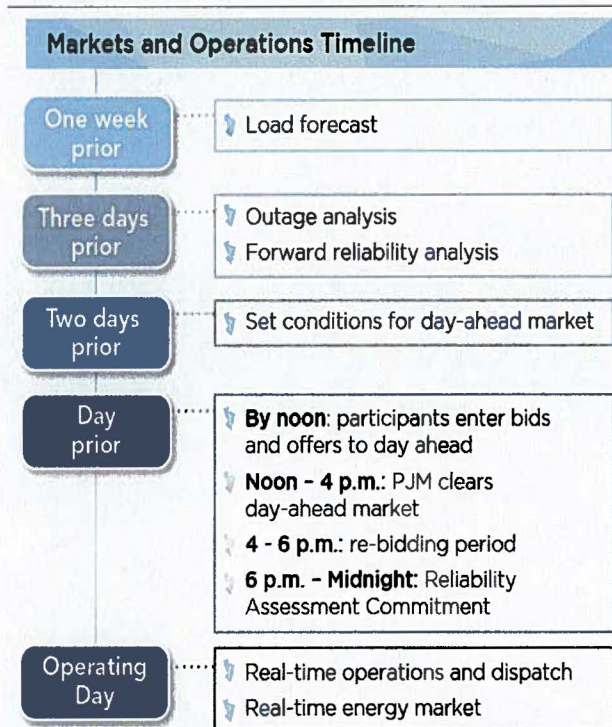 Markets and Operations Timeline
One week
prior
Load forecast
Three days
prior
Outage analysis
Forward reliability analysis
Two days
prior
Set conditions for day-ahead market
Day
prior
By noon: participants enter bids
and offers to day ahead
Noon – 4 p.m.: PJM clears
day-ahead market
4 - 6 p.m.: re-bidding period
6 p.m. – Midnight: Reliability
Assessment Commitment
Operating
Day
Real-time operations and dispatch
Real-time energy market